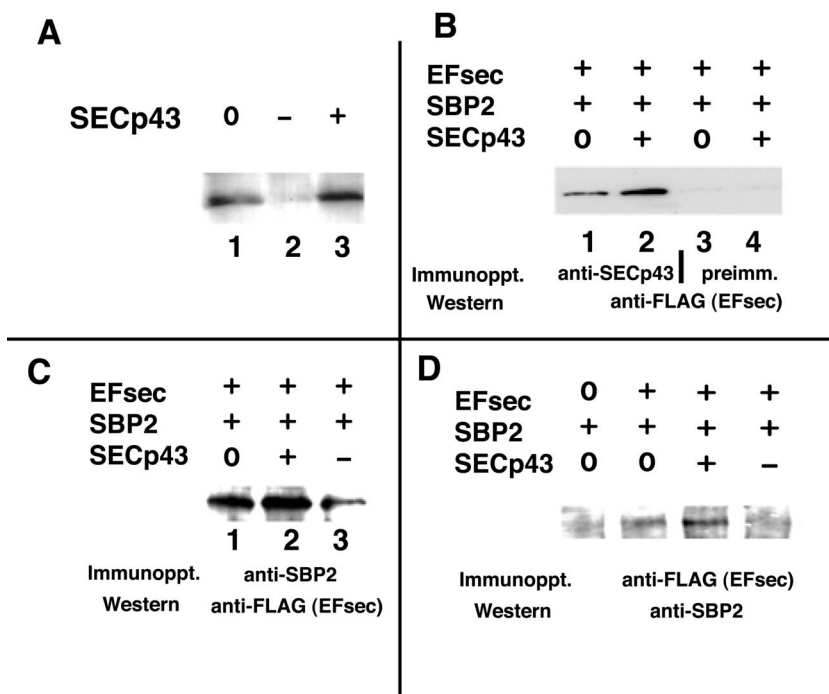 A
SECp43 0 – +
1 2 3
B
EFsec + + + +
SBP2 + + + +
SECp43 0 + 0 +
1 2 3 4
Immunoppt. anti-SECp43 preimm.
Western anti-FLAG (EFsec)
C
EFsec + + +
SBP2 + + +
SECp43 0 + –
1 2 3
Immunoppt. anti-SBP2
Western anti-FLAG (EFsec)
D
EFsec 0 + + +
SBP2 + + + +
SECp43 0 0 + –
Immunoppt. anti-FLAG (EFsec)
Western anti-SBP2